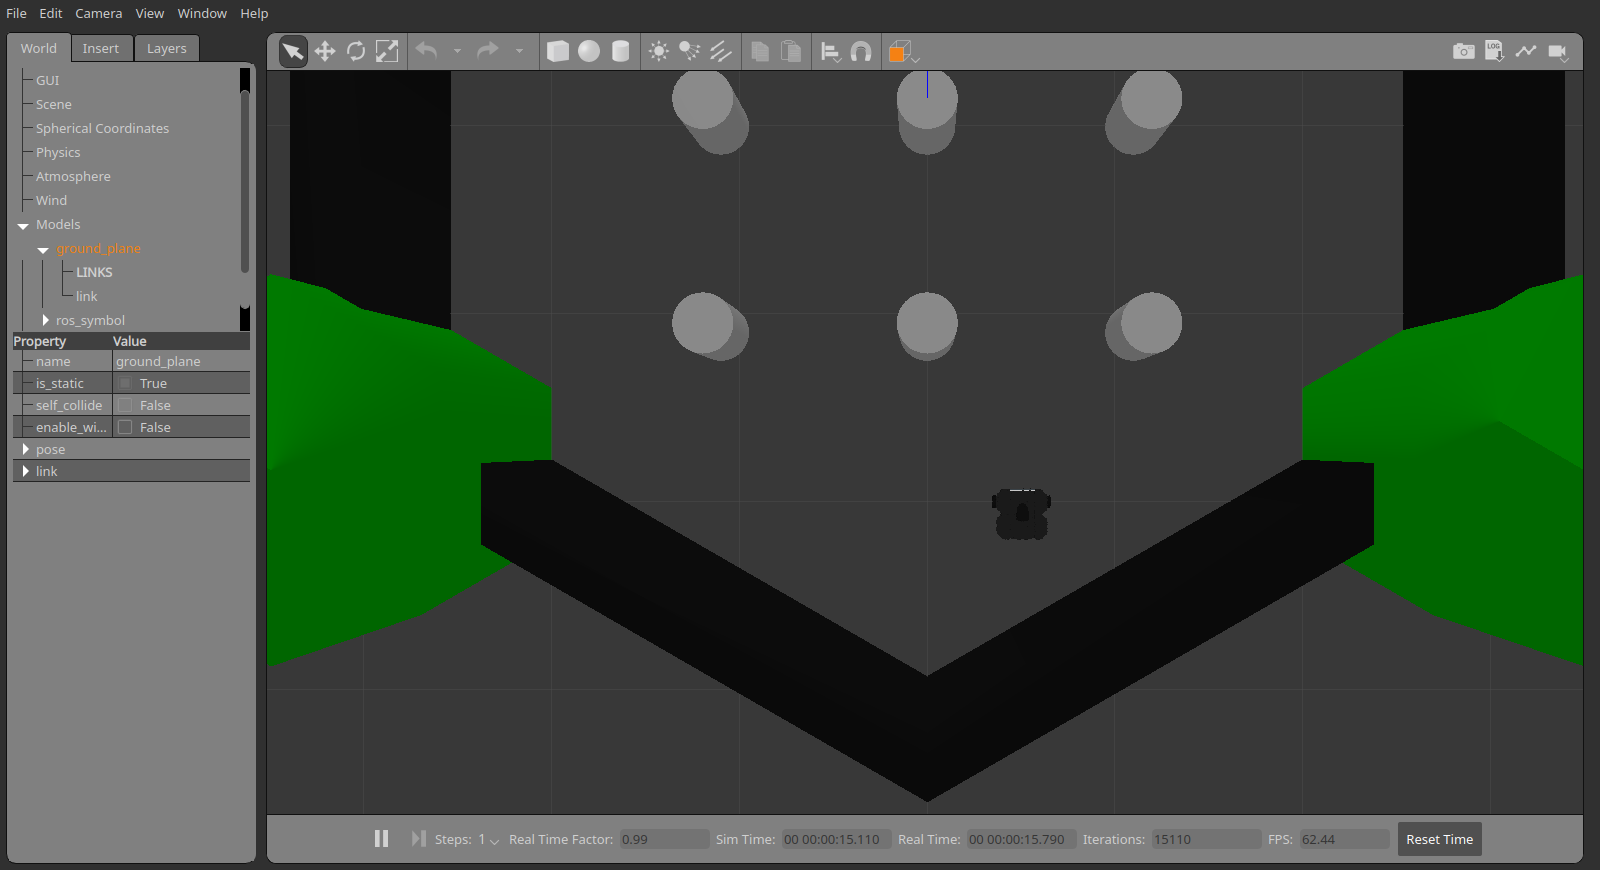 File Edit Camera View Window Help
World Insert Layers
GUI
Scene
Spherical Coordinates
Physics
Atmosphere
Wind
Models
ground_plane
LINKS
link
ros_symbol
Property Value
name ground_plane
is_static True
self_collide False
enable_wi... False
pose
link
LOG
Steps: 1 Real Time Factor: 0.99 Sim Time: 00 00:00:15.110 Real Time: 00 00:00:15.790 Iterations: 15110 FPS: 62.44 Reset Time